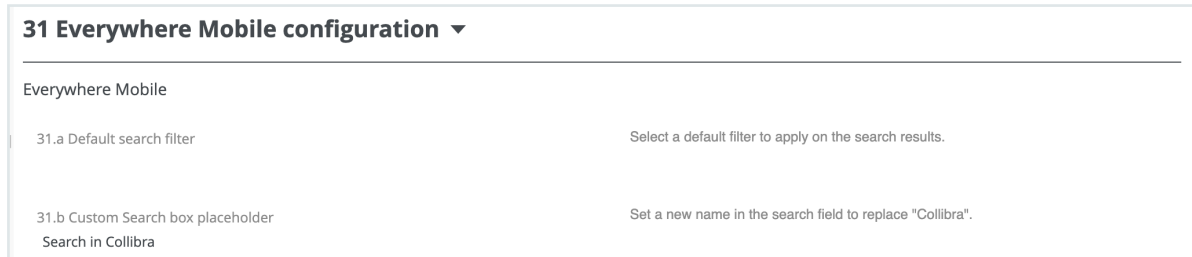 31 Everywhere Mobile configuration
Everywhere Mobile
31.a Default search filter
Select a default filter to apply on the search results.
31.b Custom Search box placeholder
Set a new name in the search field to replace "Collibra".
Search in Collibra